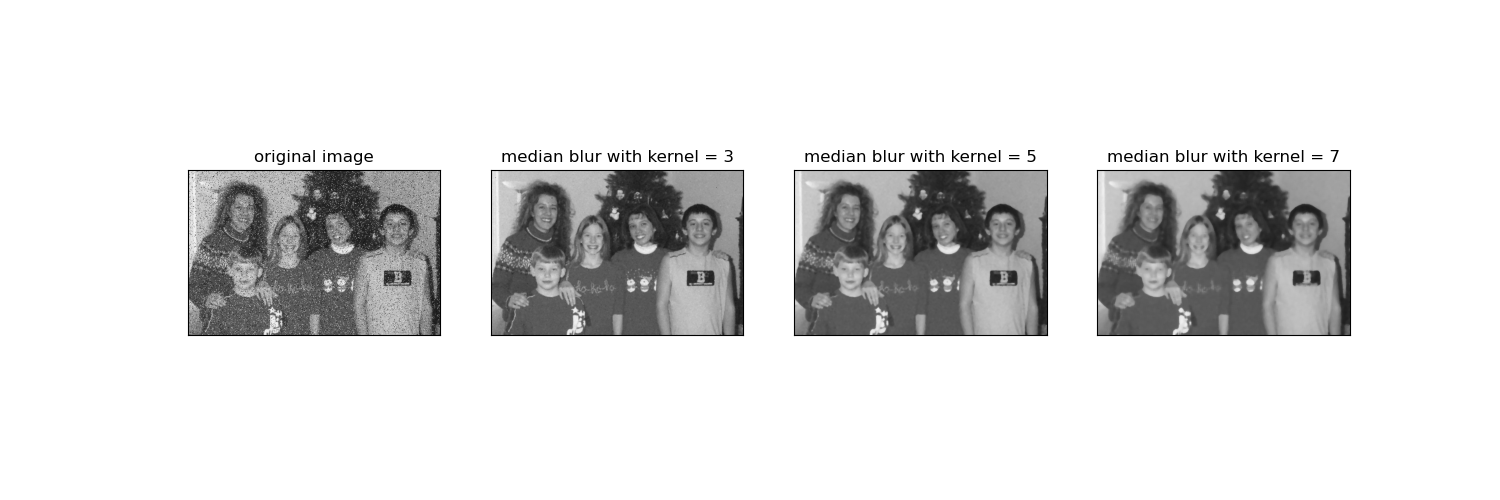 original image
median blur with kernel = 3
median blur with kernel = 5
median blur with kernel = 7
B
B
B
B